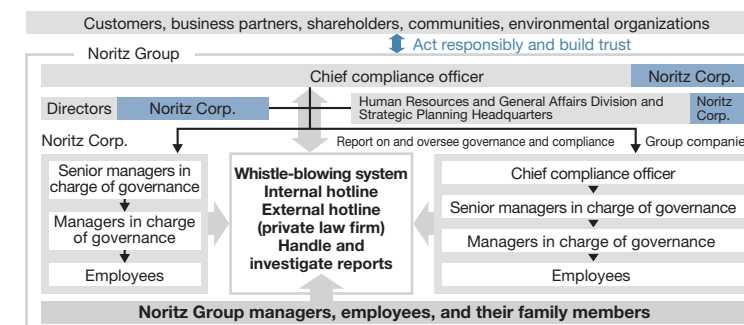 Customers, business partners, shareholders, communities, environmental organizations
Act responsibly and build trust
Noritz Group
Chief compliance officer
Noritz Corp.
Directors
Noritz Corp.
Human Resources and General Affairs Division and
Strategic Planning Headquarters
Noritz
Corp.
Noritz Corp.
Report on and oversee governance and compliance
Group companie
Senior managers in
charge of governance
Managers in charge
of governance
Employees
Whistle-blowing system
Internal hotline
External hotline
(private law firm)
Handle and
investigate reports
Chief compliance officer
Senior managers in charge of governance
Managers in charge of governance
Employees
Noritz Group managers, employees, and their family members